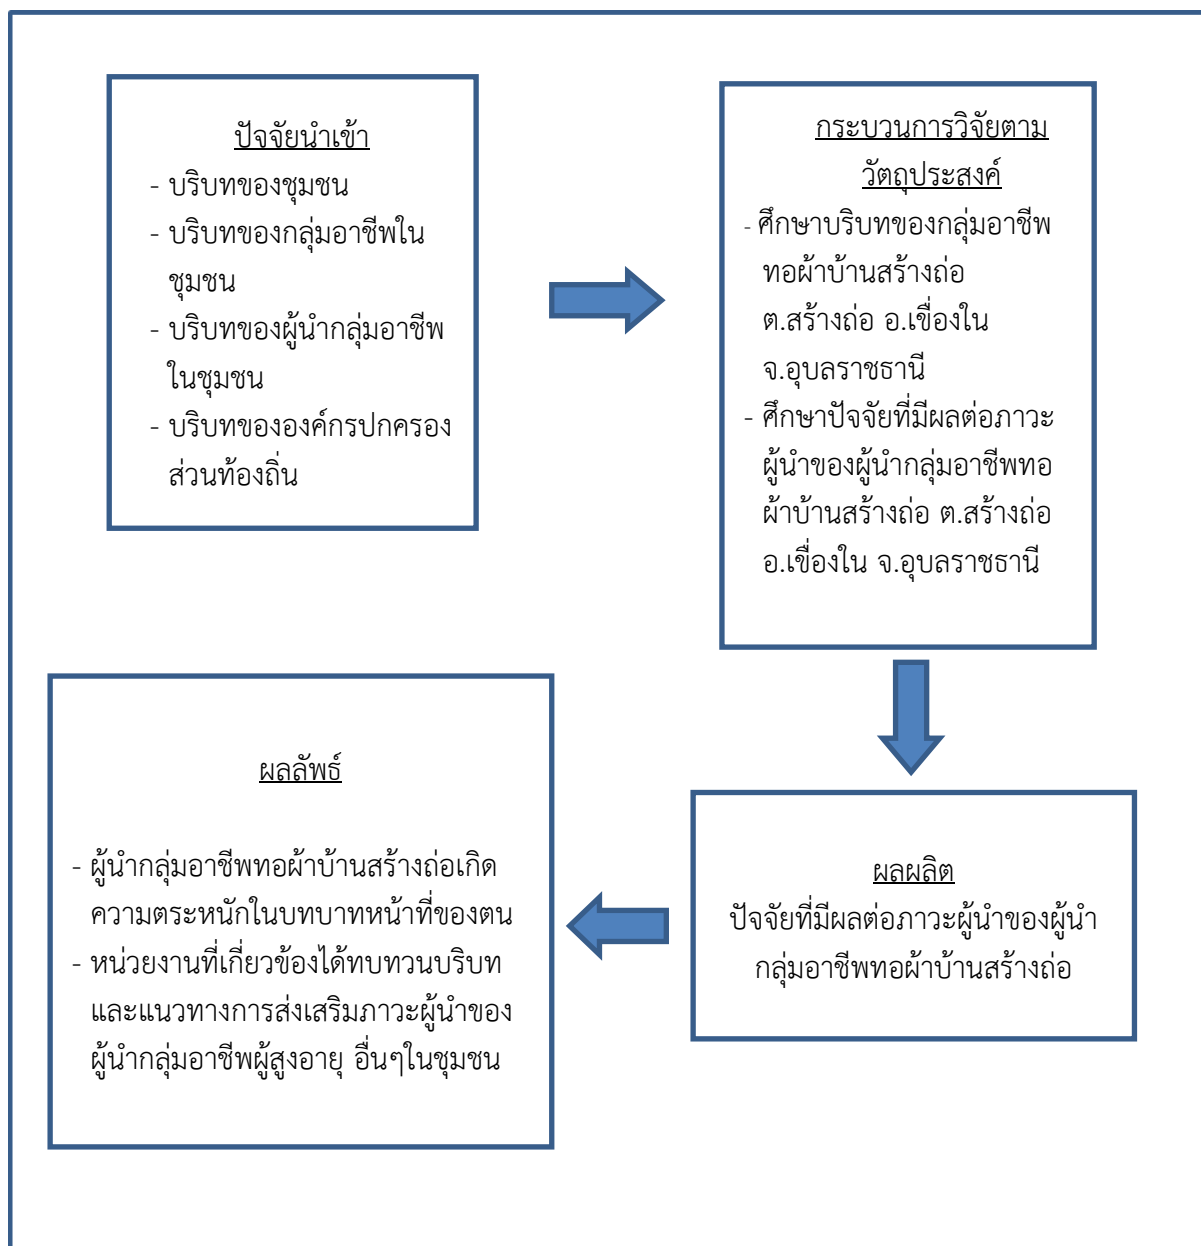 ปัจจัยนำเข้า
- บริบทของชุมชน
- บริบทของกลุ่มอาชีพใน
ชุมชน
- บริบทของผู้นำกลุ่มอาชีพ
ในชุมชน
- บริบทขององค์กรปกครอง
ส่วนท้องถิ่น
กระบวนการวิจัยตาม
วัตถุประสงค์
- ศึกษาบริบทของกลุ่มอาชีพ
ทอผ้าบ้านสร้างถ่อ
ต.สร้างถ่อ อ.เขื่องใน
จ.อุบลราชธานี
- ศึกษาปัจจัยที่มีผลต่อภาวะ
ผู้นำของผู้นำกลุ่มอาชีพทอ
ผ้าบ้านสร้างถ่อ ต.สร้างถ่อ
อ.เขื่องใน จ.อุบลราชธานี
ผลผลิต
ปัจจัยที่มีผลต่อภาวะผู้นำของผู้นำ
กลุ่มอาชีพทอผ้าบ้านสร้างถ่อ
ผลลัพธ์
- ผู้นำกลุ่มอาชีพทอผ้าบ้านสร้างถ่อเกิด
ความตระหนักในบทบาทหน้าที่ของตน
- หน่วยงานที่เกี่ยวข้องได้ทบทวนบริบท
และแนวทางการส่งเสริมภาวะผู้นำของ
ผู้นำกลุ่มอาชีพผู้สูงอายุ อื่นๆในชุมชน